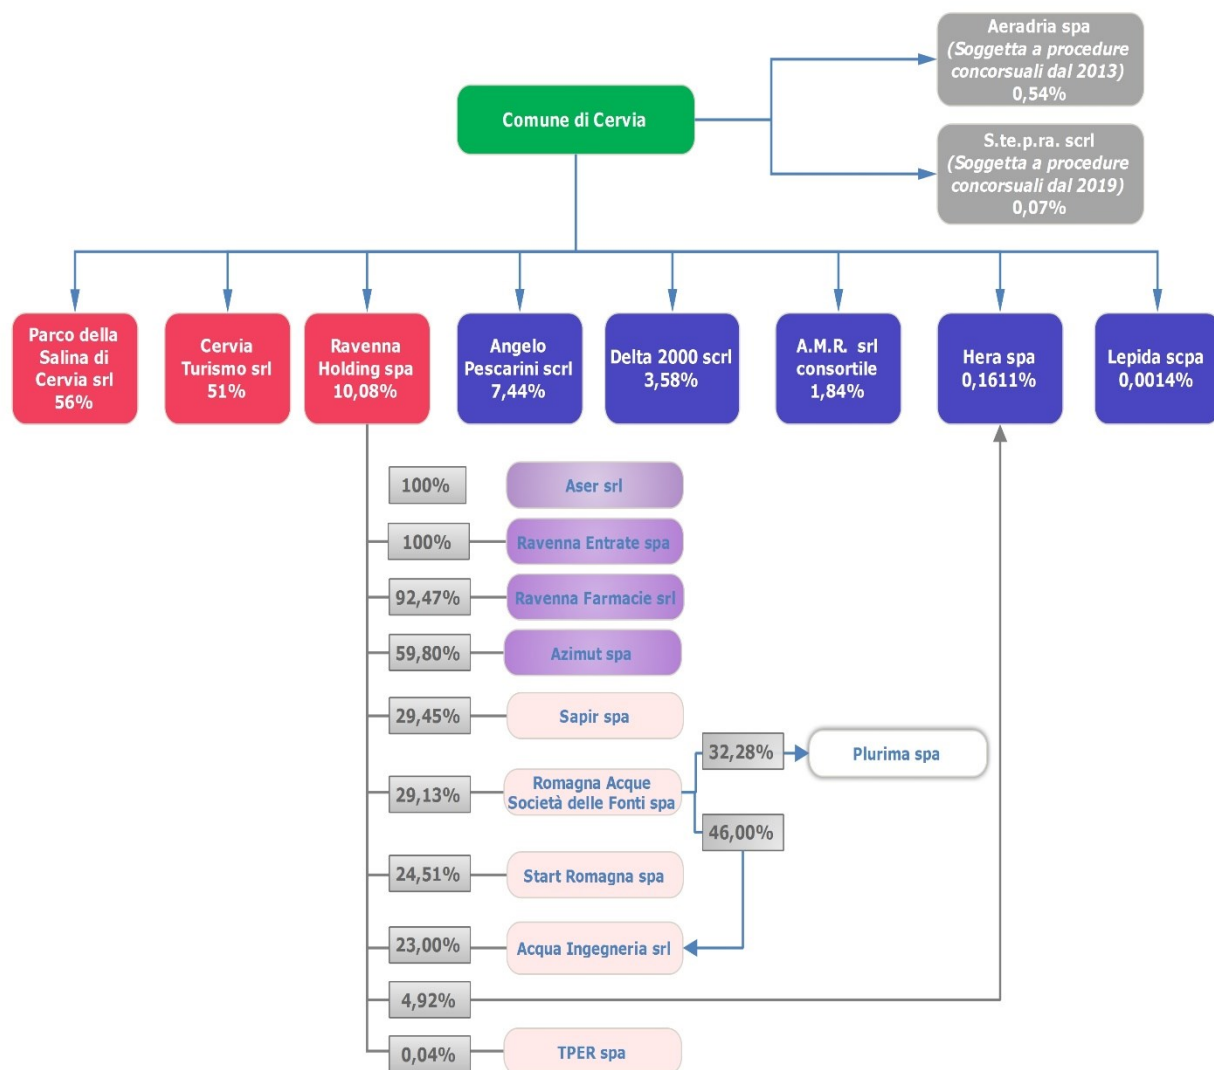 Aeradria spa
(Soggetta a procedure
concorsuali dal 2013)
0,54%
Comune di Cervia
S.te.p.ra. scrl
(Soggetta a procedure
concorsuali dal 2019)
0,07%
Parco della
Salina di
Cervia srl
56%
Cervia
Turismo srl
51%
Ravenna
Holding spa
10,08%
Angelo
Pescarini scrl
7,44%
Delta 2000 scrl
3,58%
A.M.R. srl
consortile
1,84%
Hera spa
0,1611%
Lepida scpa
0,0014%
100%
Aser srl
100%
Ravenna Entrate spa
92,47%
Ravenna Farmacie srl
59,80%
Azimut spa
29,45%
Sapir spa
32,28%
Plurima spa
29,13%
Romagna Acque
Società delle Fonti spa
46,00%
24,51%
Start Romagna spa
23,00%
Acqua Ingegneria srl
4,92%
0,04%
TPER spa